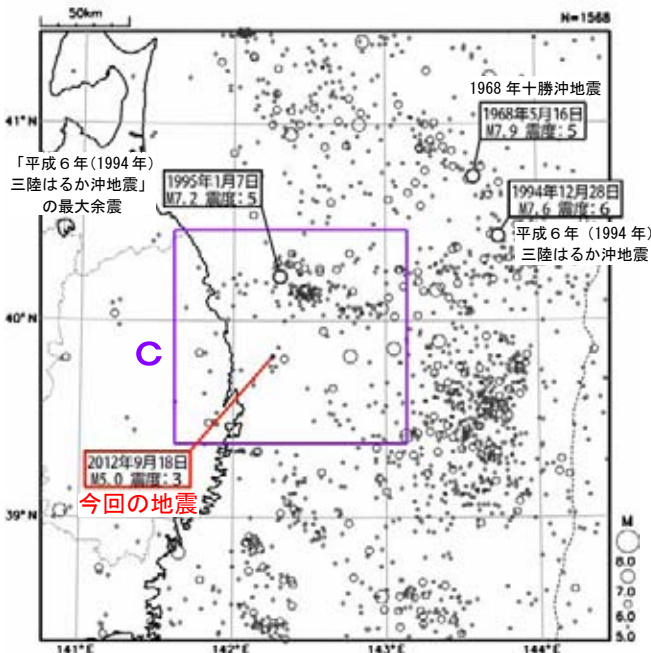 50km
N=1568
1968 年十勝沖地震
41°N
1968年5月16日
M7.9 震度：5
「平成６年(1994 年)
三陸はるか沖地震」
の最大余震
1995年1月7日
M7.2 震度：5
1994年12月28日
M7.6 震度：6
平成６年（1994 年）
三陸はるか沖地震
40°N
C
2012年9月18日
M5.0 震度：3
今回の地震
39°N
M
8.0
7.0
6.0
5.0
141°E
142°E
143°E
144°E